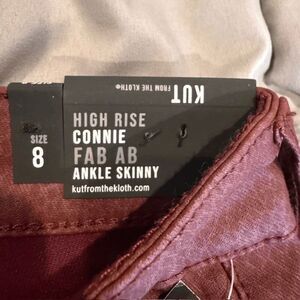 KUT
FROM THE KLOTH®
SIZE
8
HIGH RISE
CONNIE
FAB AB
ANKLE SKINNY
kutfromthekloth.com